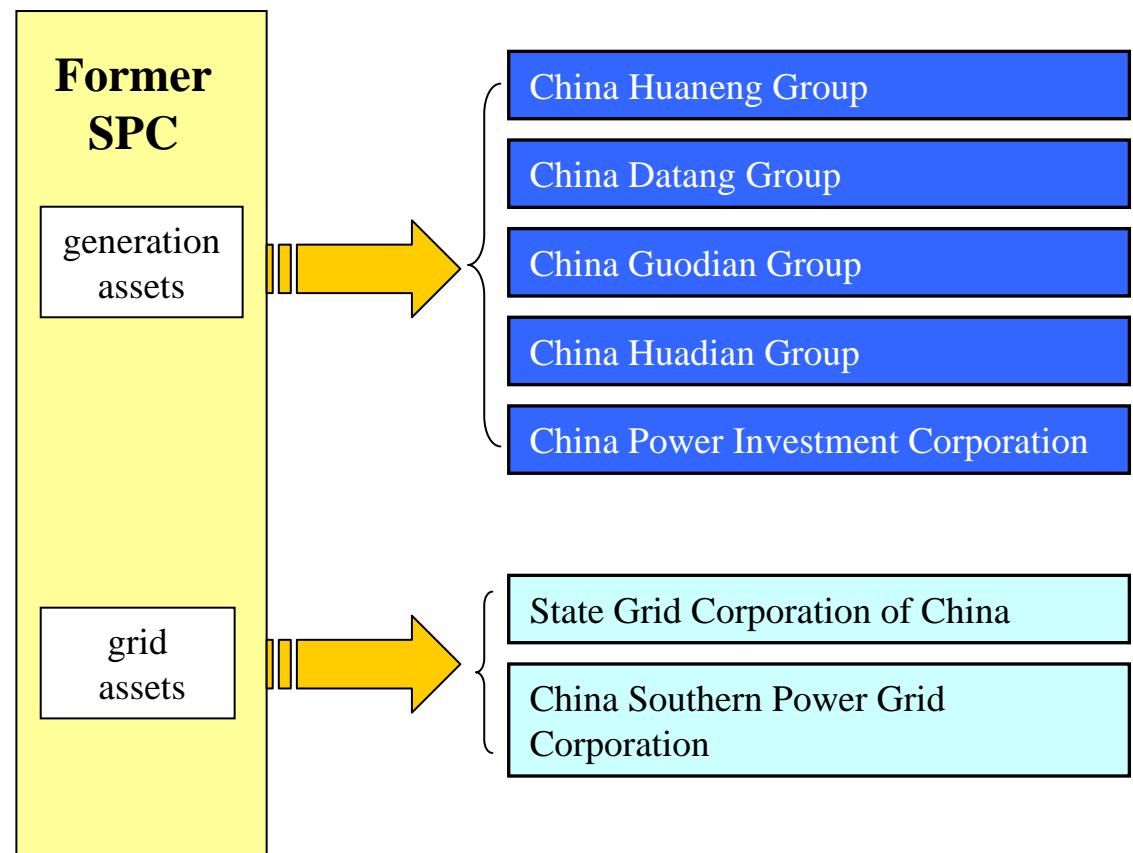 Former
SPC
generation
assets
China Huaneng Group
China Datang Group
China Guodian Group
China Huadian Group
China Power Investment Corporation
grid
assets
State Grid Corporation of China
China Southern Power Grid
Corporation